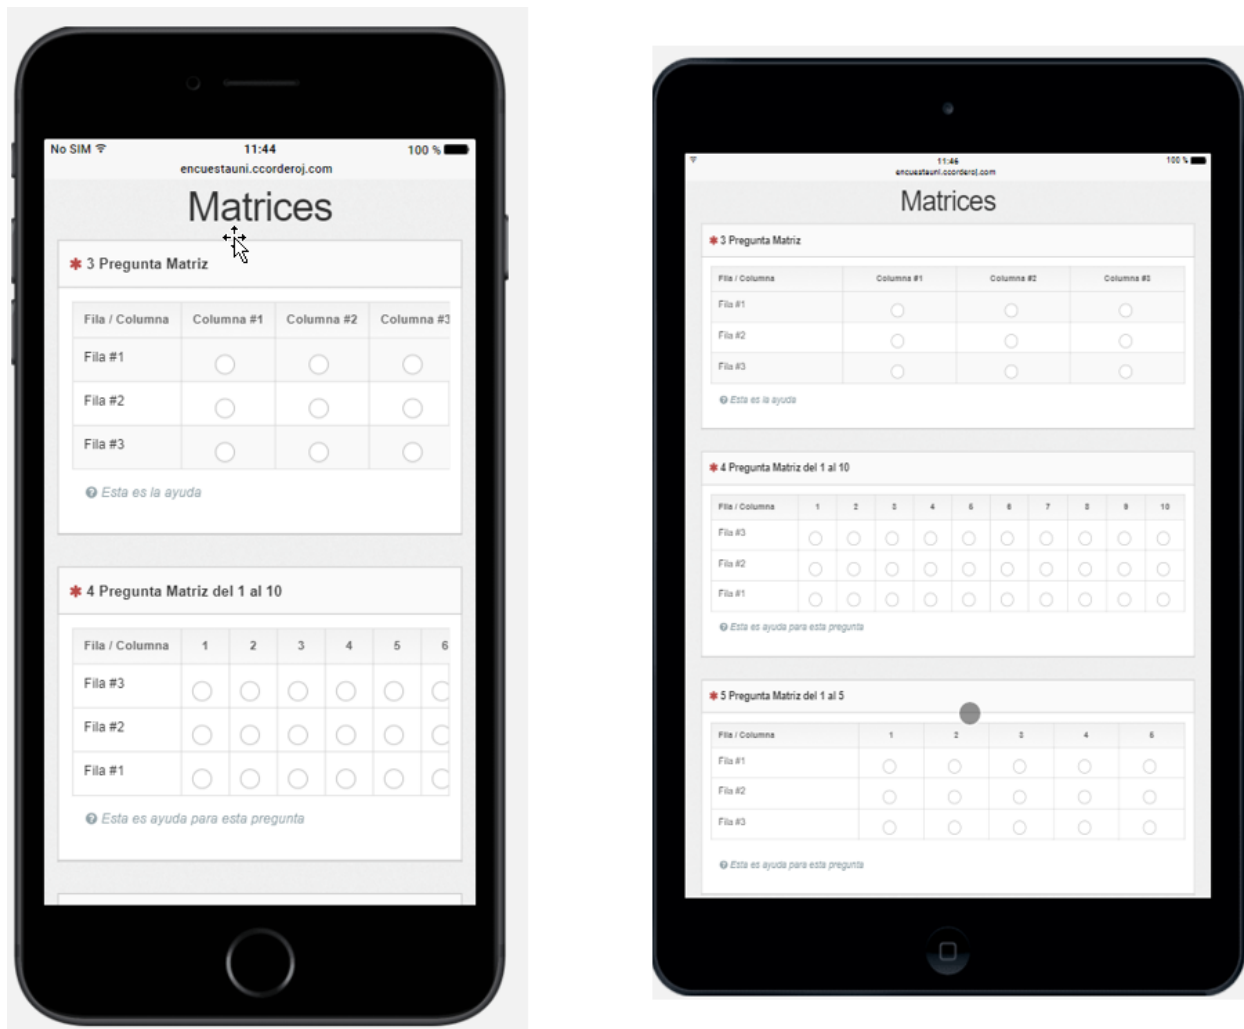 No SIM 11:44 100 %
encuestauni.ccorderoj.com
Matrices
✱ 3 Pregunta Matriz
Fila / Columna Columna #1 Columna #2 Columna #3
Fila #1
Fila #2
Fila #3
Esta es la ayuda
✱ 4 Pregunta Matriz del 1 al 10
Fila / Columna 1 2 3 4 5 6
Fila #3
Fila #2
Fila #1
Esta es ayuda para esta pregunta
11:46 100 %
encuestauni.ccorderoj.com
Matrices
✱ 3 Pregunta Matriz
Fila / Columna Columna #1 Columna #2 Columna #3
Fila #1
Fila #2
Fila #3
Esta es la ayuda
✱ 4 Pregunta Matriz del 1 al 10
Fila / Columna 1 2 3 4 5 6 7 8 9 10
Fila #3
Fila #2
Fila #1
Esta es ayuda para esta pregunta
✱ 5 Pregunta Matriz del 1 al 5
Fila / Columna 1 2 3 4 5
Fila #1
Fila #2
Fila #3
Esta es ayuda para esta pregunta